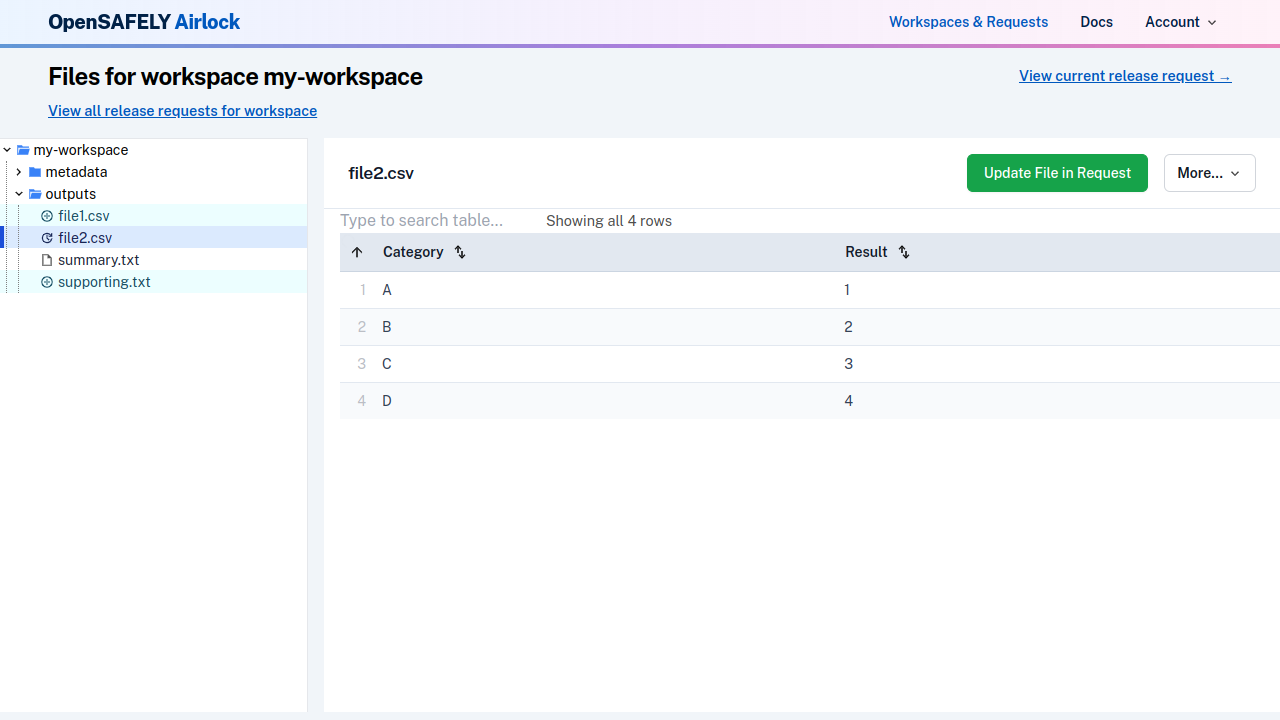 OpenSAFELY Airlock
Workspaces & Requests
Docs
Account
Files for workspace my-workspace
View current release request →
View all release requests for workspace
my-workspace
metadata
outputs
file1.csv
file2.csv
summary.txt
supporting.txt
file2.csv
Update File in Request
More...
Type to search table...
Showing all 4 rows
Category
Result
1 A 1
2 B 2
3 C 3
4 D 4